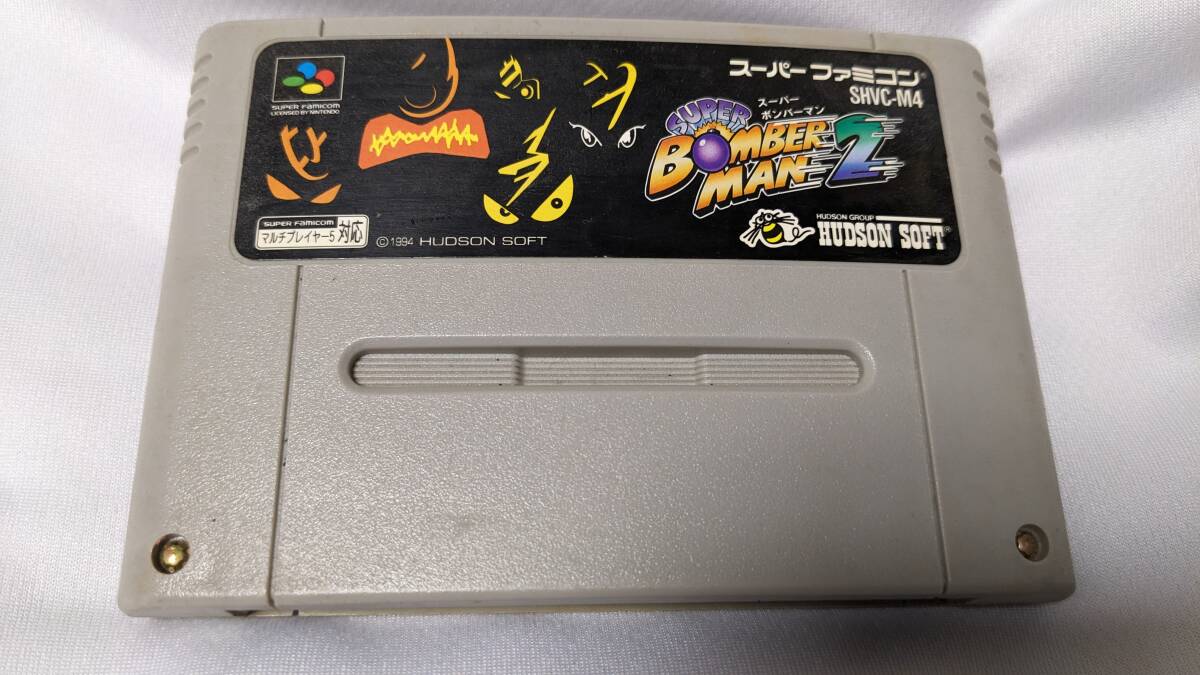 SUPER FAMICOM
LICENSED BY NINTENDO
スーパーファミコン®
SHVC-M4
スーパー
ボンバーマン
SUPER
BOMBER
MAN 2
SUPER FAMICOM
マルチプレイヤー5 対応
©1994 HUDSON SOFT
HUDSON GROUP
HUDSON SOFT®